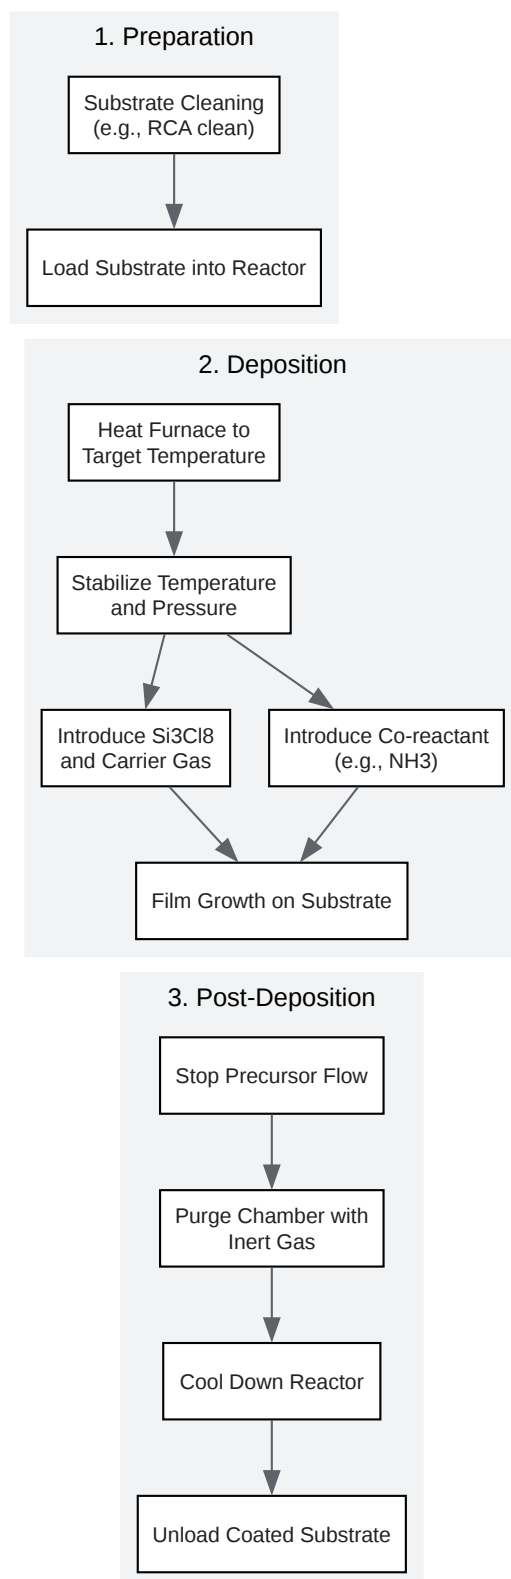 1. Preparation
Substrate Cleaning
(e.g., RCA clean)
Load Substrate into Reactor
2. Deposition
Heat Furnace to
Target Temperature
Stabilize Temperature
and Pressure
Introduce Si3Cl8
and Carrier Gas
Introduce Co-reactant
(e.g., NH3)
Film Growth on Substrate
3. Post-Deposition
Stop Precursor Flow
Purge Chamber with
Inert Gas
Cool Down Reactor
Unload Coated Substrate